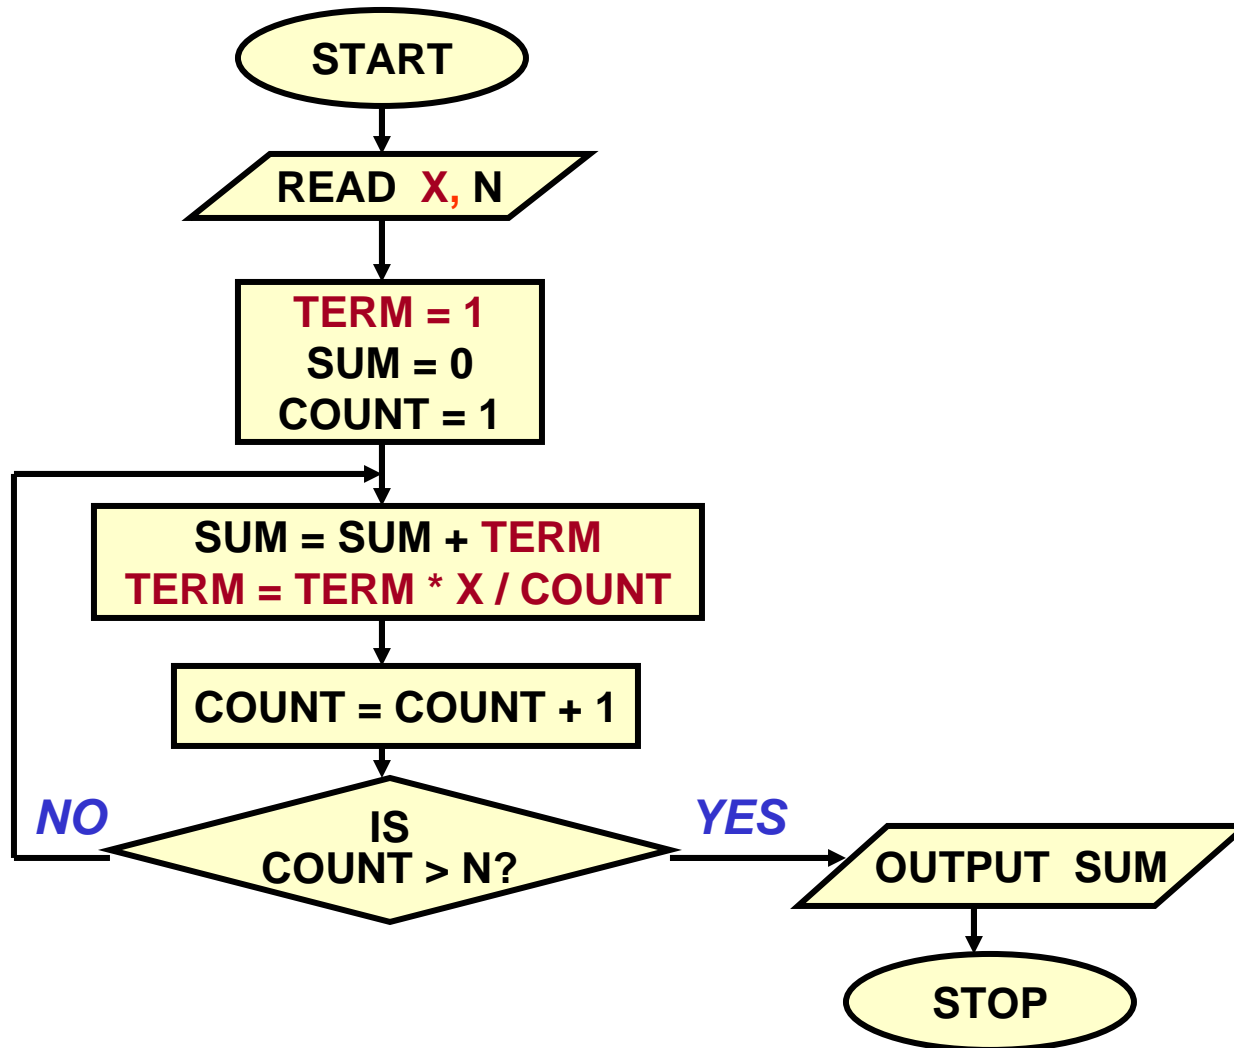 START
READ X, N
TERM = 1
SUM = 0
COUNT = 1
SUM = SUM + TERM
TERM = TERM * X / COUNT
COUNT = COUNT + 1
IS
COUNT > N?
NO
YES
OUTPUT SUM
STOP